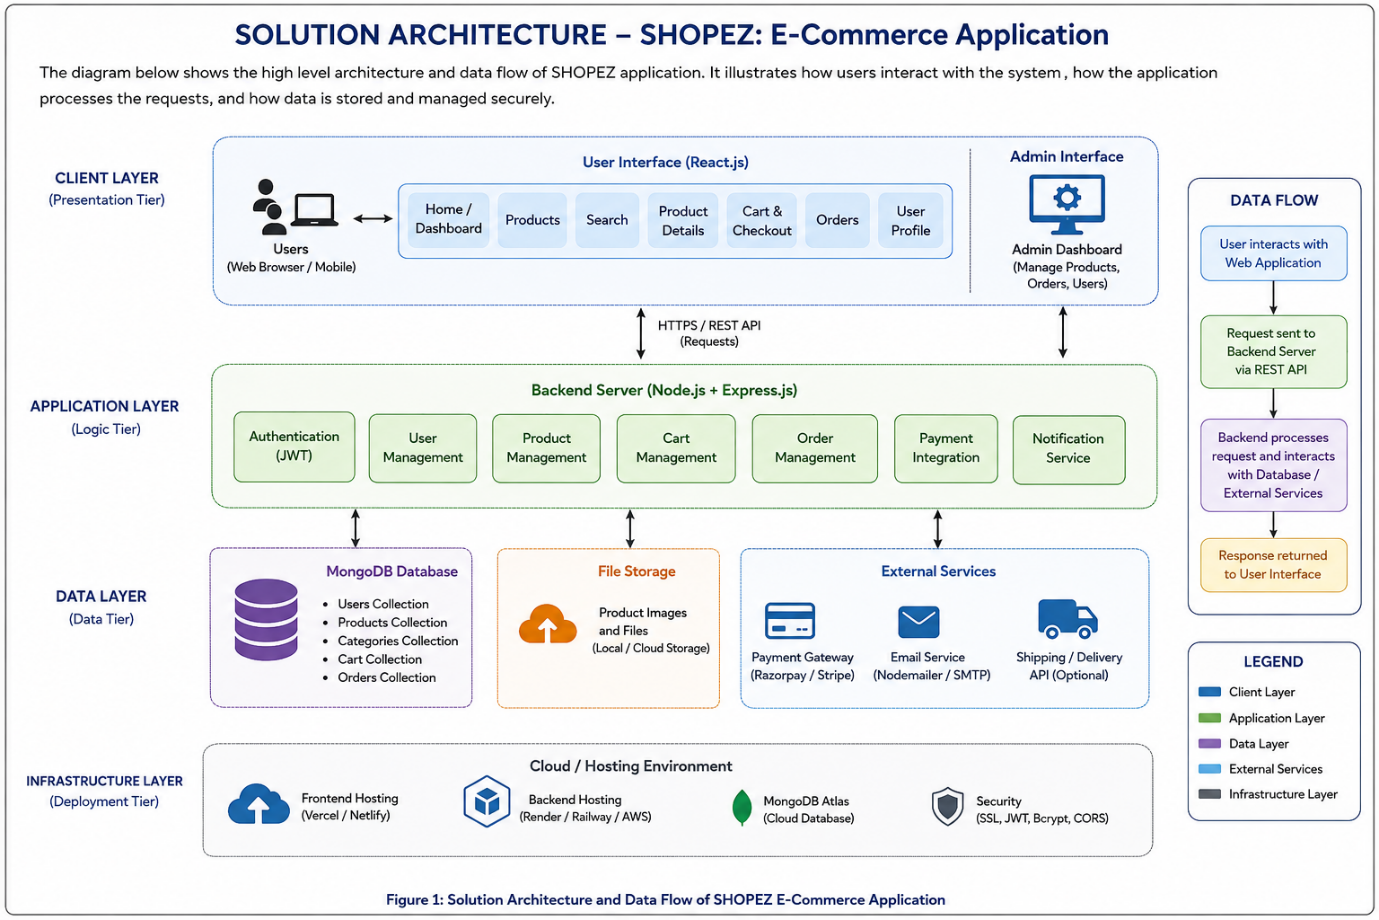 SOLUTION ARCHITECTURE – SHOPEZ: E-Commerce Application
The diagram below shows the high level architecture and data flow of SHOPEZ application. It illustrates how users interact with the system , how the application
processes the requests, and how data is stored and managed securely.
CLIENT LAYER
(Presentation Tier)
User Interface (React.js)
Users
(Web Browser / Mobile)
Home /
Dashboard
Products
Search
Product
Details
Cart &
Checkout
Orders
User
Profile
Admin Interface
Admin Dashboard
(Manage Products,
Orders, Users)
HTTPS / REST API
(Requests)
APPLICATION LAYER
(Logic Tier)
Backend Server (Node.js + Express.js)
Authentication
(JWT)
User
Management
Product
Management
Cart
Management
Order
Management
Payment
Integration
Notification
Service
DATA LAYER
(Data Tier)
MongoDB Database
• Users Collection
• Products Collection
• Categories Collection
• Cart Collection
• Orders Collection
File Storage
Product Images
and Files
(Local / Cloud Storage)
External Services
Payment Gateway
(Razorpay / Stripe)
Email Service
(Nodemailer / SMTP)
Shipping / Delivery
API (Optional)
INFRASTRUCTURE LAYER
(Deployment Tier)
Cloud / Hosting Environment
Frontend Hosting
(Vercel / Netlify)
Backend Hosting
(Render / Railway / AWS)
MongoDB Atlas
(Cloud Database)
Security
(SSL, JWT, Bcrypt, CORS)
DATA FLOW
User interacts with
Web Application
Request sent to
Backend Server
via REST API
Backend processes
request and interacts
with Database /
External Services
Response returned
to User Interface
LEGEND
Client Layer
Application Layer
Data Layer
External Services
Infrastructure Layer
Figure 1: Solution Architecture and Data Flow of SHOPEZ E-Commerce Application